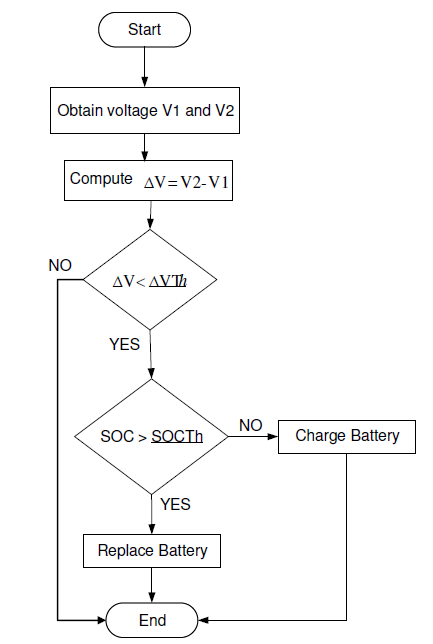 Start
Obtain voltage V1 and V2
Compute ΔV=V2-V1
NO
ΔV< ΔVTh
YES
SOC > SOCTh
NO
Charge Battery
YES
Replace Battery
End